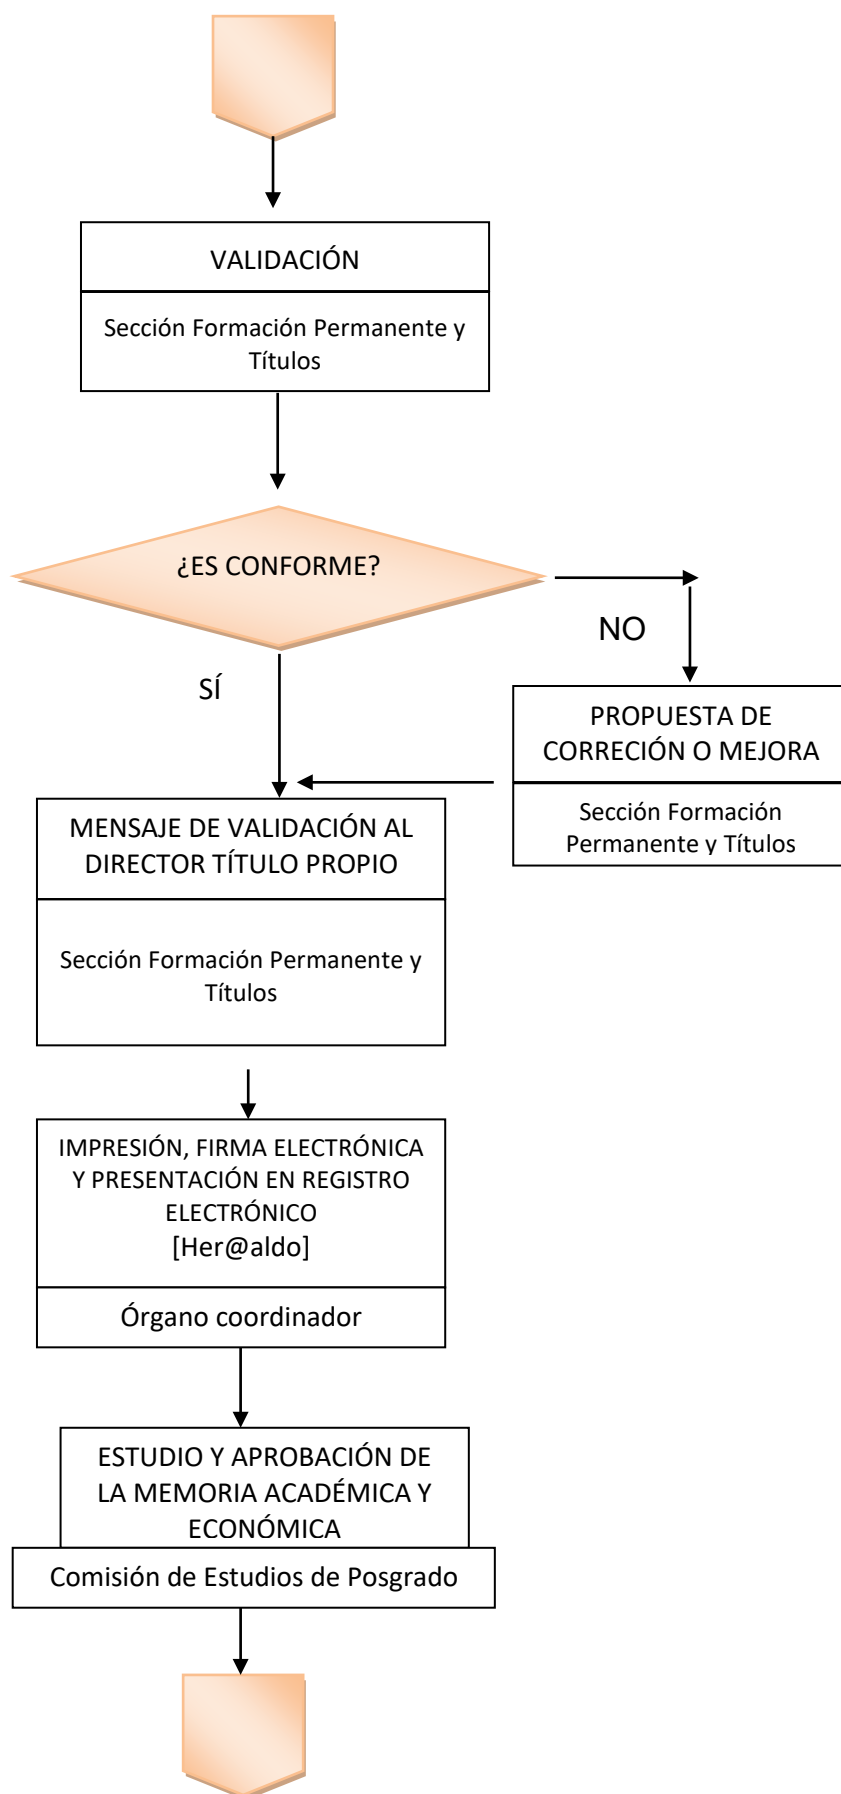 VALIDACIÓN
Sección Formación Permanente y
Títulos
¿ES CONFORME?
NO
SÍ
PROPUESTA DE
CORRECIÓN O MEJORA
Sección Formación
Permanente y Títulos
MENSAJE DE VALIDACIÓN AL
DIRECTOR TÍTULO PROPIO
Sección Formación Permanente y
Títulos
IMPRESIÓN, FIRMA ELECTRÓNICA
Y PRESENTACIÓN EN REGISTRO
ELECTRÓNICO
[Her@aldo]
Órgano coordinador
ESTUDIO Y APROBACIÓN DE
LA MEMORIA ACADÉMICA Y
ECONÓMICA
Comisión de Estudios de Posgrado